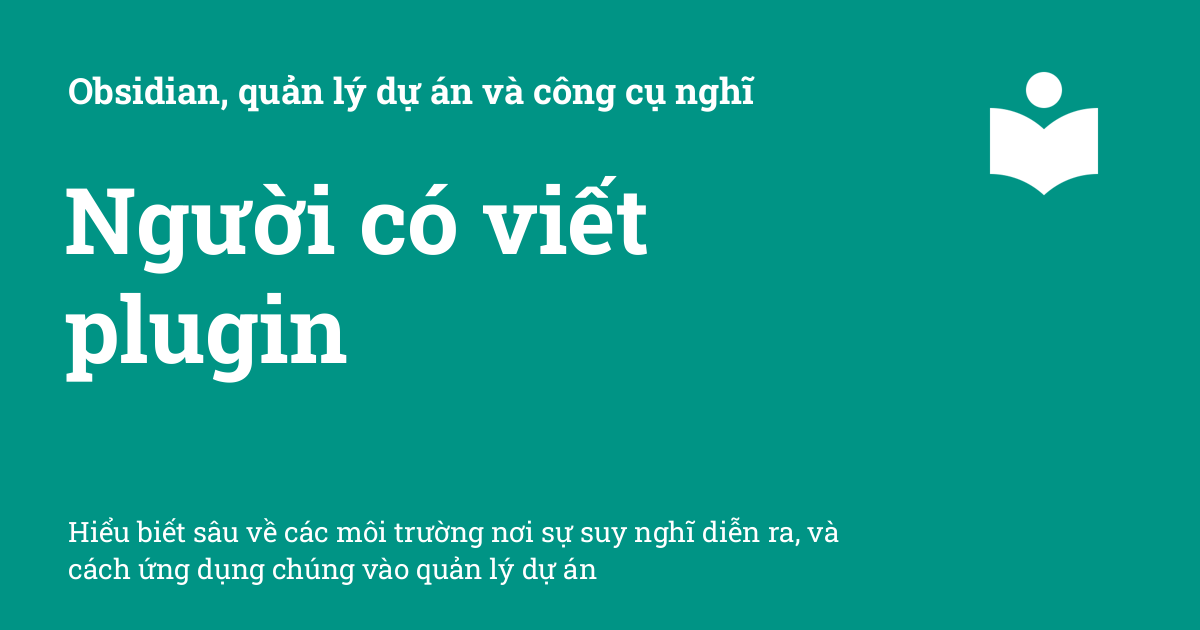 Obsidian, quản lý dự án và công cụ nghĩ
Người có viết
plugin
Hiểu biết sâu về các môi trường nơi sự suy nghĩ diễn ra, và
cách ứng dụng chúng vào quản lý dự án